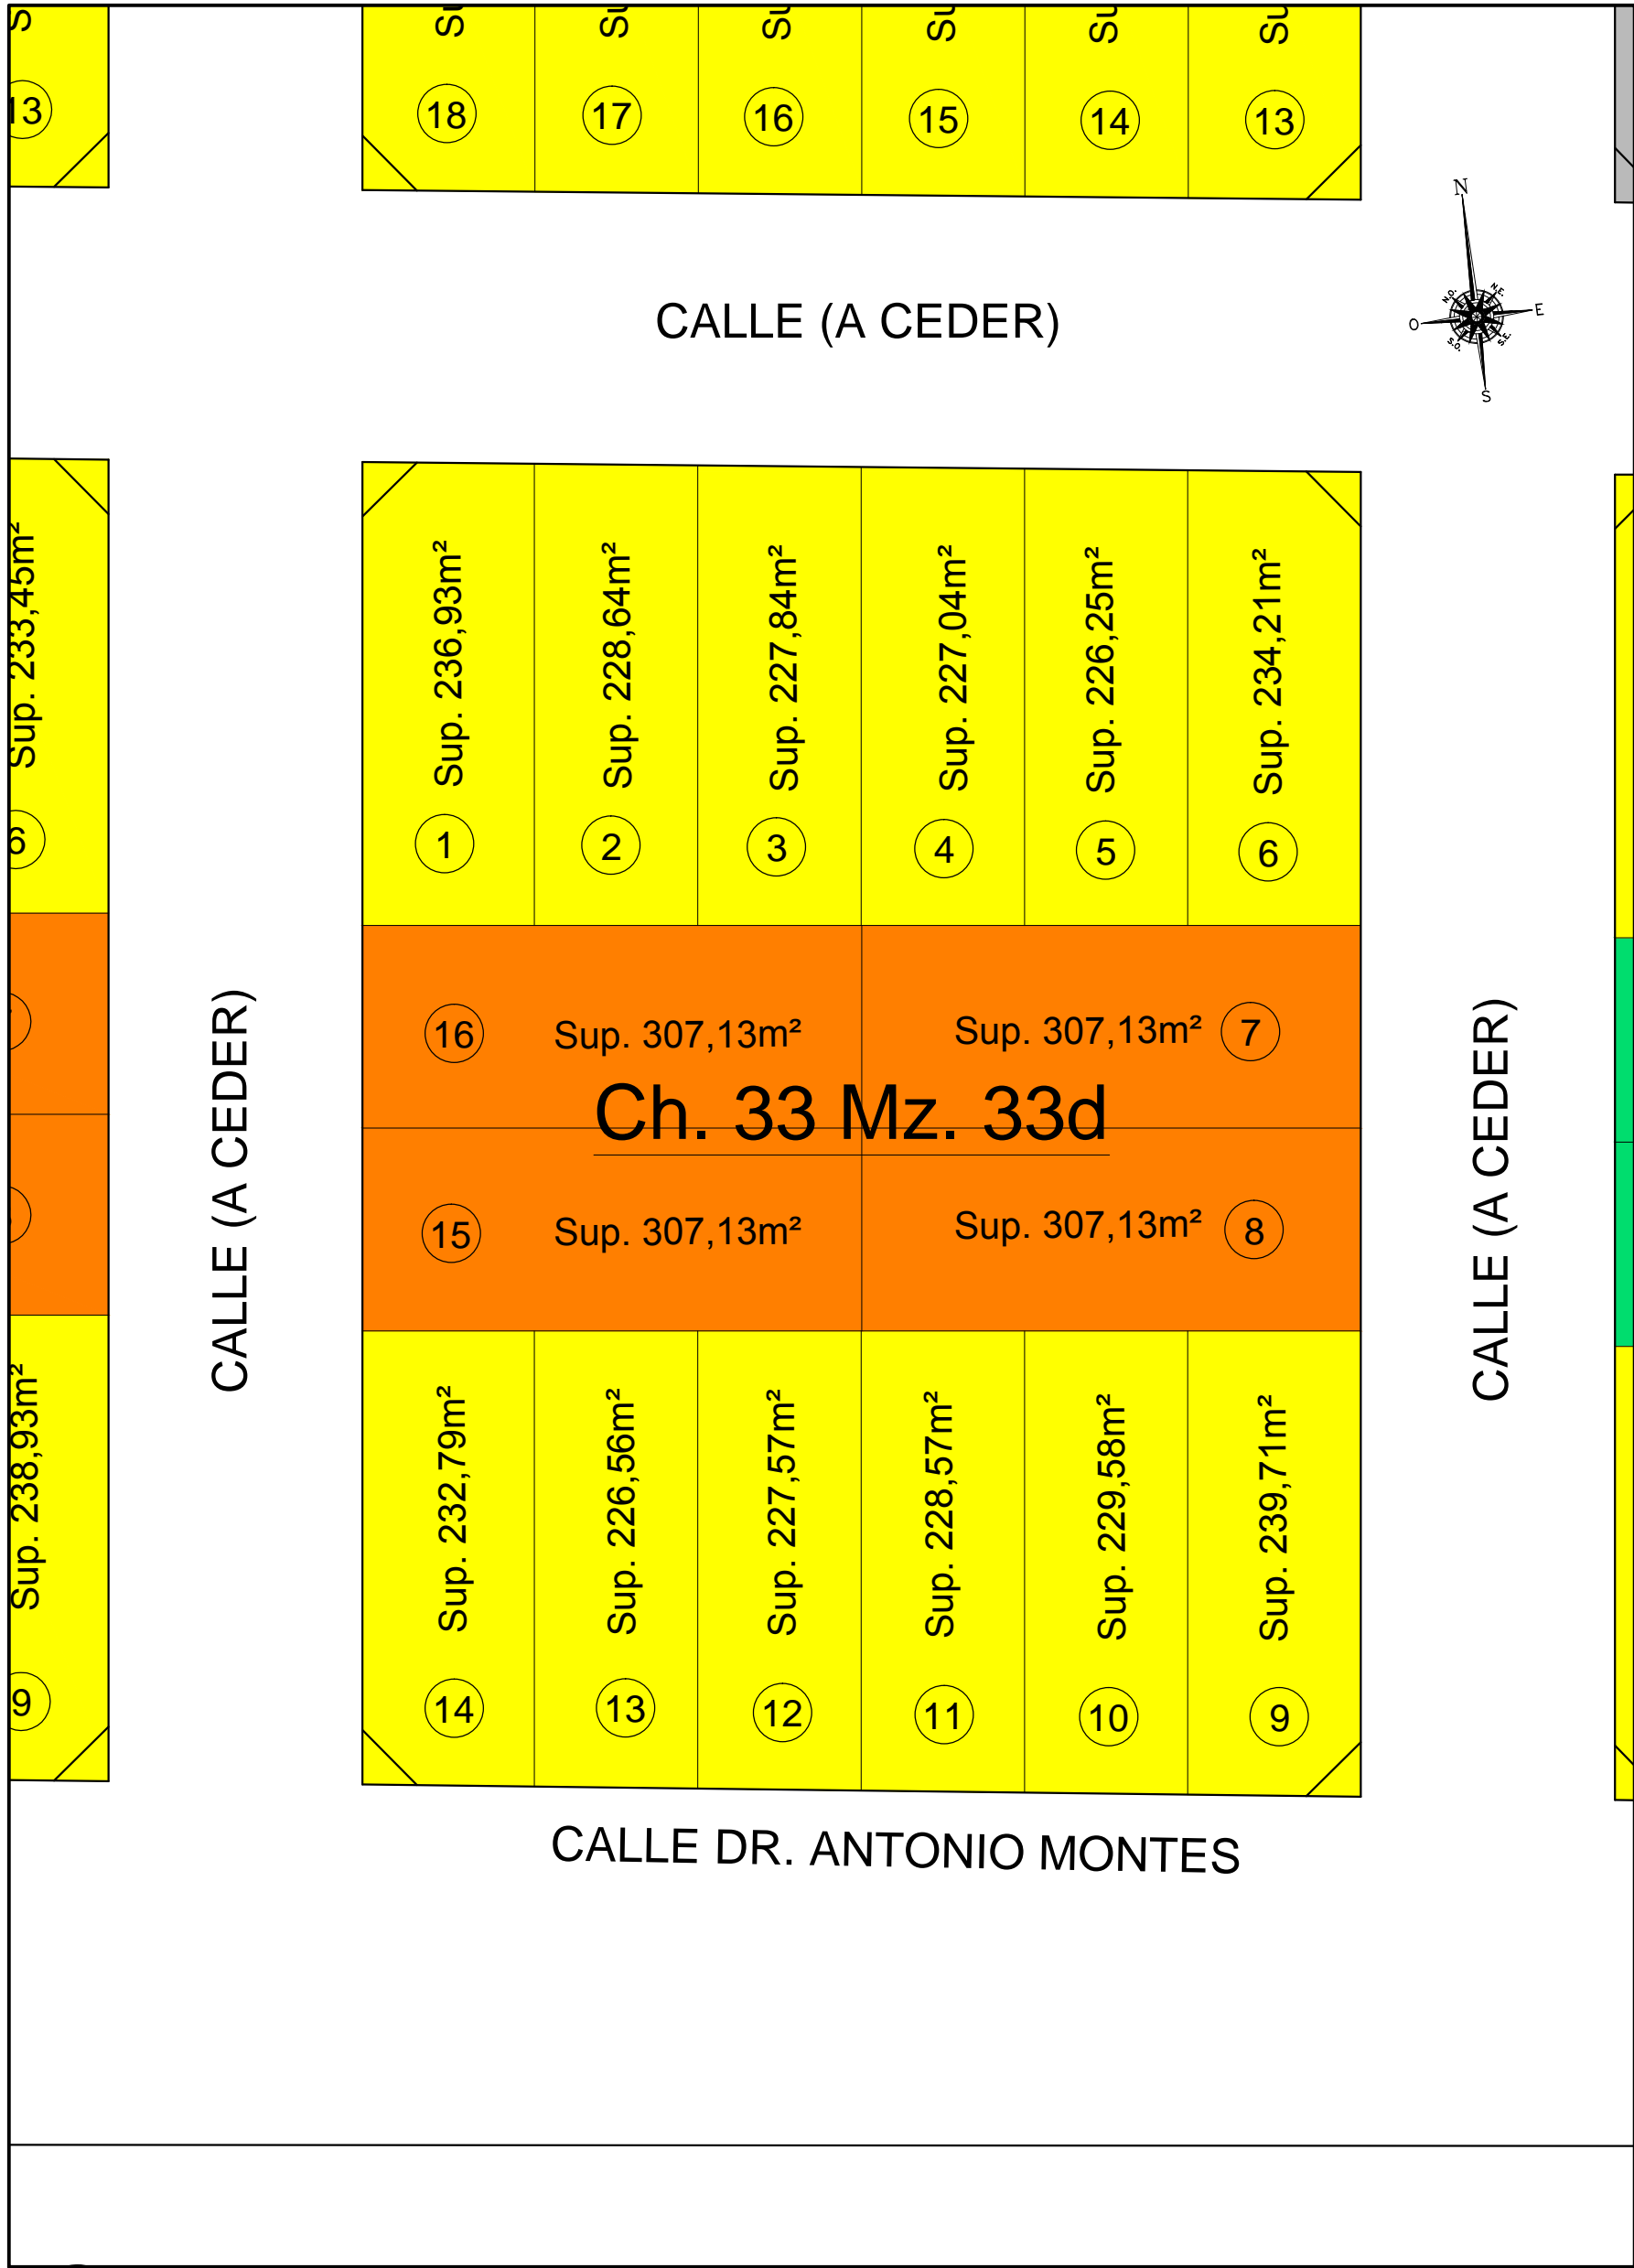 18
17
16
15
14
13
13
N
N.O.
N.E.
O
E
S.O.
S.E.
S
CALLE (A CEDER)
Sup. 233,45m²
6
Sup. 236,93m²
1
Sup. 228,64m²
2
Sup. 227,84m²
3
Sup. 227,04m²
4
Sup. 226,25m²
5
Sup. 234,21m²
6
CALLE (A CEDER)
16 Sup. 307,13m²
Sup. 307,13m² 7
Ch. 33 Mz. 33d
15 Sup. 307,13m²
Sup. 307,13m² 8
CALLE (A CEDER)
Sup. 238,93m²
9
Sup. 232,79m²
14
Sup. 226,56m²
13
Sup. 227,57m²
12
Sup. 228,57m²
11
Sup. 229,58m²
10
Sup. 239,71m²
9
CALLE DR. ANTONIO MONTES